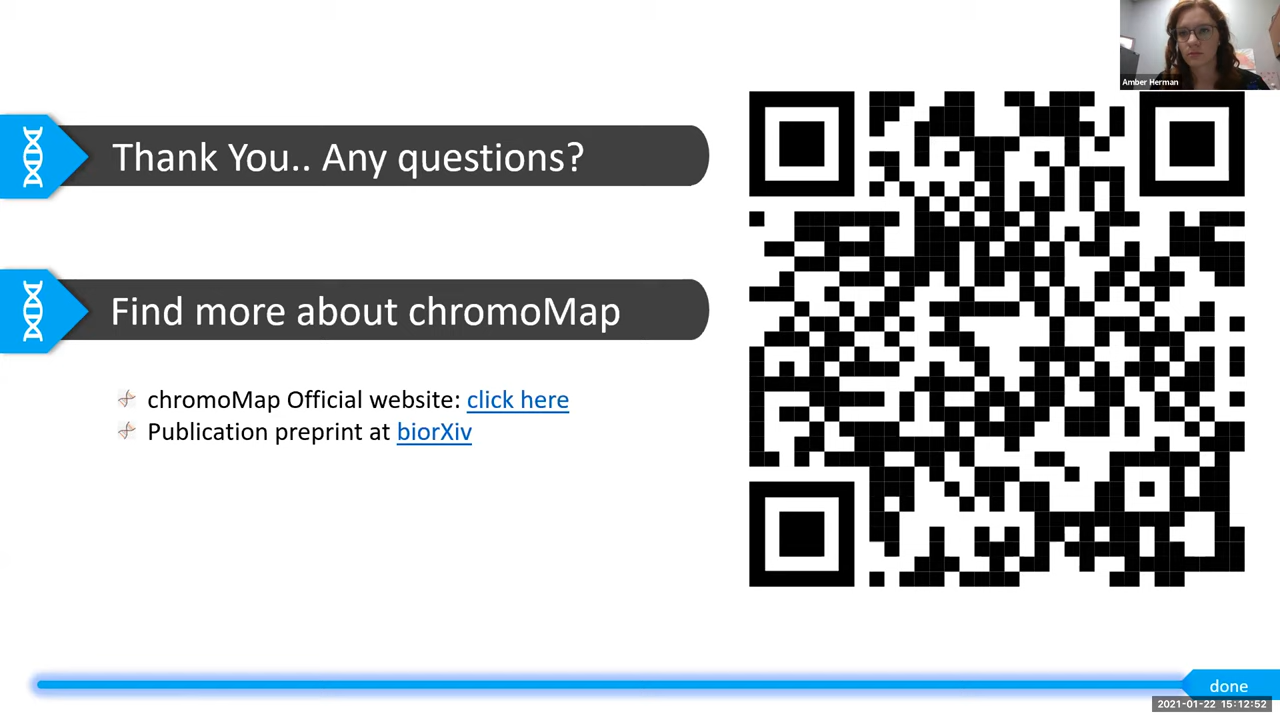 Amber Herman
Thank You.. Any questions?
Find more about chromoMap
chromoMap Official website: click here
Publication preprint at biorXiv
done
2021-01-22 15:12:52